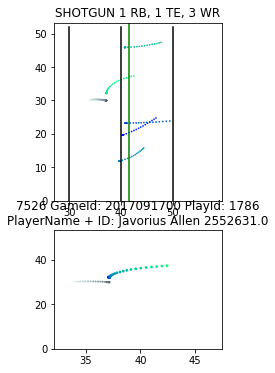 SHOTGUN 1 RB, 1 TE, 3 WR
50
40
30
20
10
0
30 40 50
7526 GameId: 2017091700 PlayId: 1786
PlayerName + ID: Javorius Allen 2552631.0
40
20
0
35 40 45